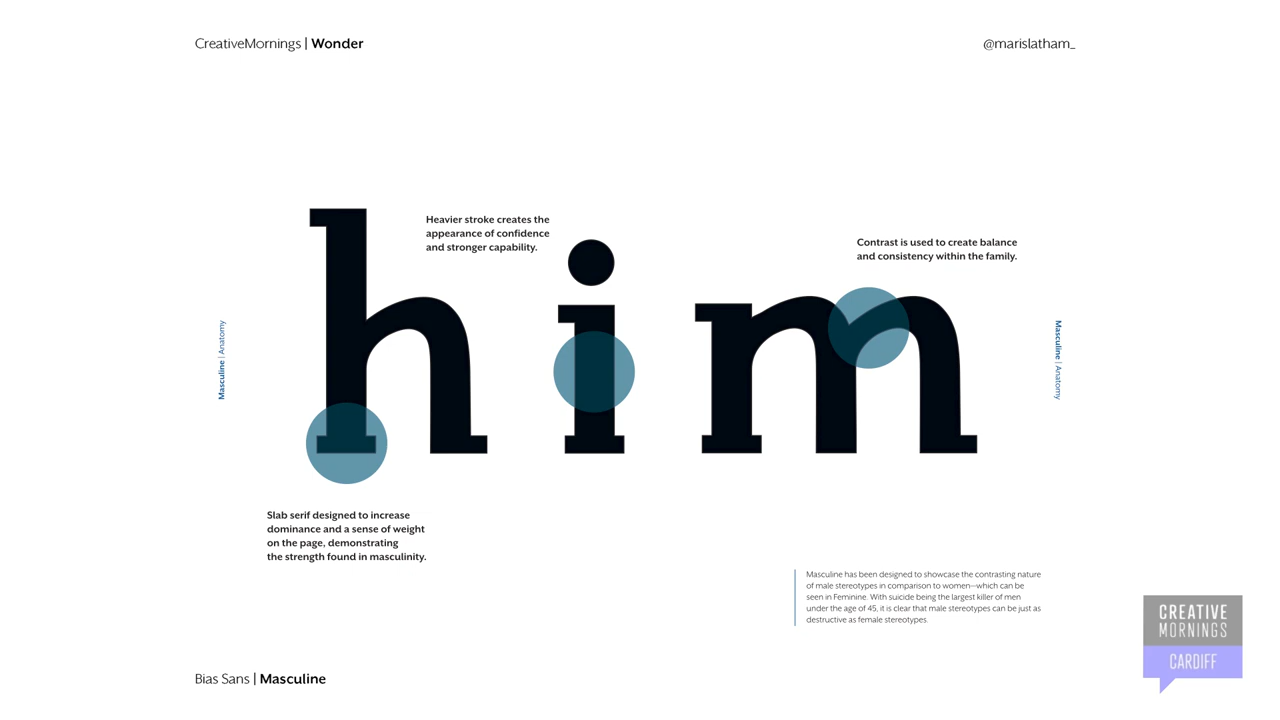 CreativeMornings | Wonder
@marislatham_
Heavier stroke creates the
appearance of confidence
and stronger capability.
Contrast is used to create balance
and consistency within the family.
him
Masculine | Anatomy
Masculine | Anatomy
Slab serif designed to increase
dominance and a sense of weight
on the page, demonstrating
the strength found in masculinity.
Masculine has been designed to showcase the contrasting nature
of male stereotypes in comparison to women—which can be
seen in Feminine. With suicide being the largest killer of men
under the age of 45, it is clear that male stereotypes can be just as
destructive as female stereotypes.
CREATIVE
MORNINGS
CARDIFF
Bias Sans | Masculine